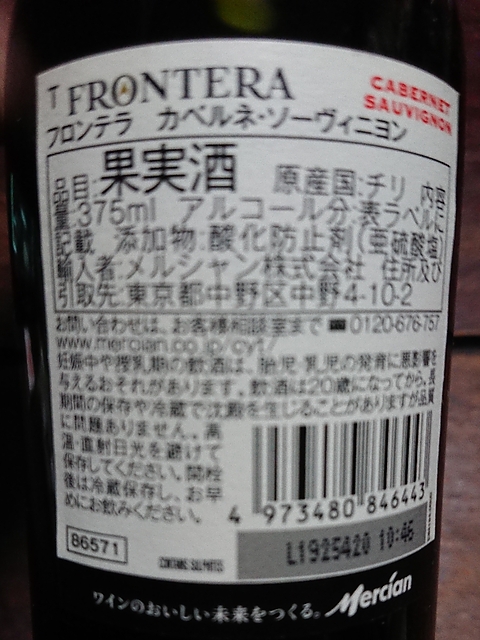 T FRONTERA
CABERNET
SAUVIGNON
フロンテラ カベルネ・ソーヴィニヨン
品目:果実酒 原産国:チリ 内容
量:375ml アルコール分:表ラベルに
記載 添加物:酸化防止剤(亜硫酸塩)
輸入者:メルシャン株式会社 住所及び
引取先:東京都中野区中野4-10-2
お問い合わせは、お客様相談室まで ☎0120-676-757
www.mercian.co.jp/cyt/
妊娠中や授乳期の飲酒は、胎児・乳児の発育に悪影響を
与えるおそれがあります。飲酒は20歳になってから。長
期間の保存や冷蔵で沈殿を生じることがありますが品質
に問題ありません。高
温・直射日光を避けて
保存してください。開栓
後は冷蔵保存し、お早
めにお飲みください。
4 973480 846443
86571
CONTAINS SULPHITES
L1925420 10:46
ワインのおいしい未来をつくる。 Mercian